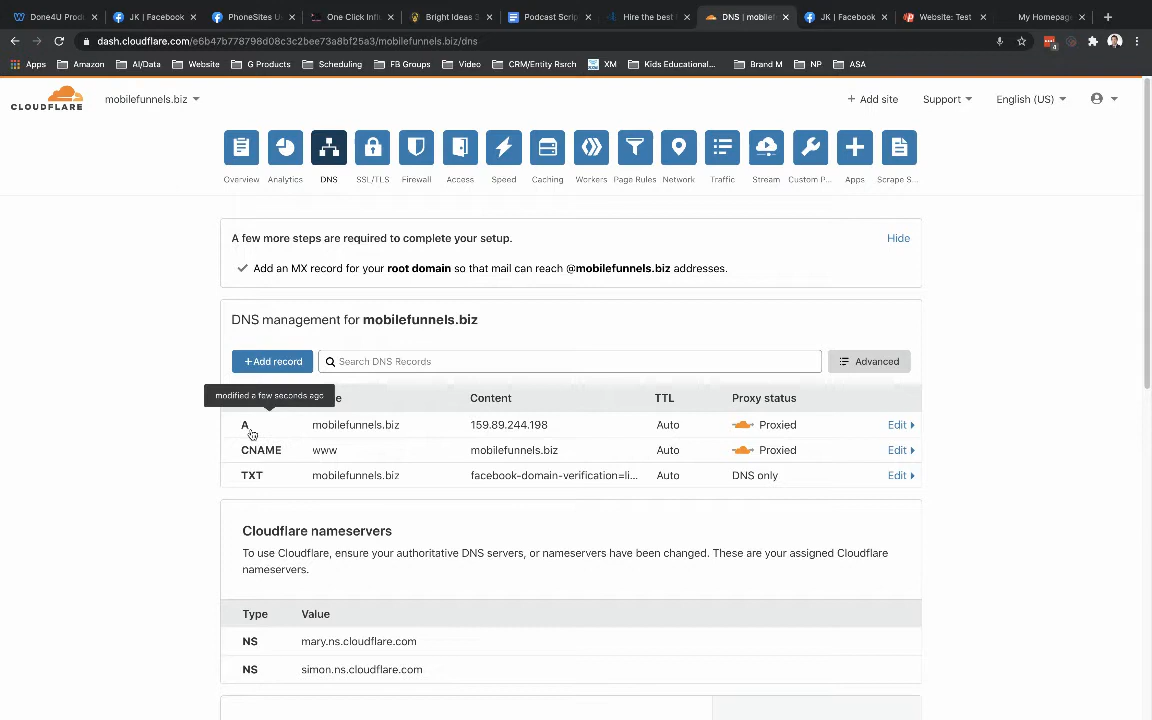 Done4U Produ
JK | Facebook
PhoneSites U
One Click Infl
Bright Ideas 3
Podcast Scrip
Hire the best
DNS | mobilef
JK | Facebook
Website: Test
My Homepage
dash.cloudflare.com/e6b47b778798d08c3c2bee73a8bf25a3/mobilefunnels.biz/dns
4
Apps
Amazon
AI/Data
Website
G Products
Scheduling
FB Groups
Video
CRM/Entity Rsrch
XM
Kids Educational...
Brand M
NP
ASA
CLOUDFLARE
mobilefunnels.biz
+ Add site
Support
English (US)
Overview
Analytics
DNS
SSL/TLS
Firewall
Access
Speed
Caching
Workers
Page Rules
Network
Traffic
Stream
Custom P...
Apps
Scrape S...
A few more steps are required to complete your setup.
Hide
Add an MX record for your root domain so that mail can reach @mobilefunnels.biz addresses.
DNS management for mobilefunnels.biz
+Add record
Search DNS Records
Advanced
modified a few seconds ago
e Content TTL Proxy status
A mobilefunnels.biz 159.89.244.198 Auto Proxied Edit
CNAME www mobilefunnels.biz Auto Proxied Edit
TXT mobilefunnels.biz facebook-domain-verification=li... Auto DNS only Edit
Cloudflare nameservers
To use Cloudflare, ensure your authoritative DNS servers, or nameservers have been changed. These are your assigned Cloudflare
nameservers.
Type Value
NS mary.ns.cloudflare.com
NS simon.ns.cloudflare.com